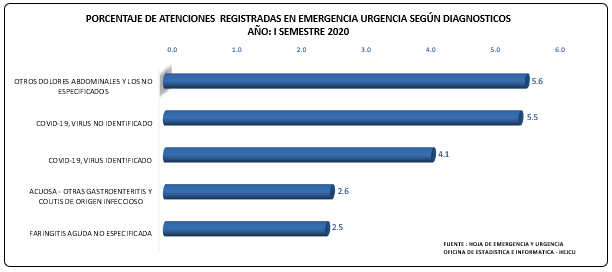 PORCENTAJE DE ATENCIONES REGISTRADAS EN EMERGENCIA URGENCIA SEGÚN DIAGNOSTICOS
AÑO: I SEMESTRE 2020
0.0 1.0 2.0 3.0 4.0 5.0 6.0
OTROS DOLORES ABDOMINALES Y LOS NO
ESPECIFICADOS
5.6
COVID-19, VIRUS NO IDENTIFICADO
5.5
COVID-19, VIRUS IDENTIFICADO
4.1
ACUOSA - OTRAS GASTROENTERITIS Y
COLITIS DE ORIGEN INFECCIOSO
2.6
FARINGITIS AGUDA NO ESPECIFICADA
2.5
FUENTE : HOJA DE EMERGENCIA Y URGENCIA
OFICINA DE ESTADISTICA E INFORMATICA - HEJCU